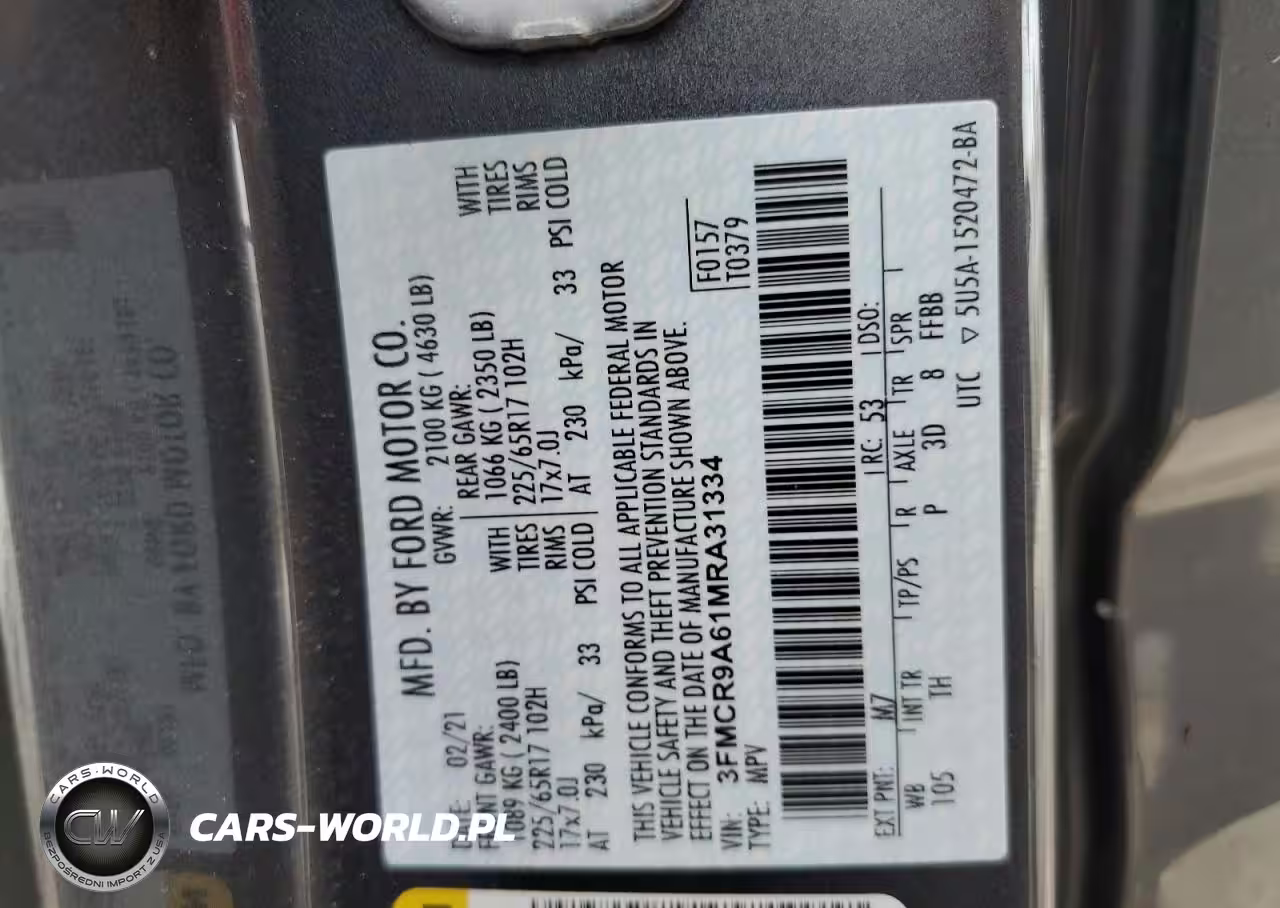 MFD. BY FORD MOTOR CO.
DATE: 02/21 GVWR: 2100 KG ( 4630 LB)
FRONT GAWR: REAR GAWR:
1089 KG ( 2400 LB) WITH 1066 KG ( 2350 LB) WITH
225/65R17 102H TIRES 225/65R17 102H TIRES
17x7.0J RIMS 17x7.0J RIMS
AT 230 kPa/ 33 PSI COLD AT 230 kPa/ 33 PSI COLD
THIS VEHICLE CONFORMS TO ALL APPLICABLE FEDERAL MOTOR
VEHICLE SAFETY AND THEFT PREVENTION STANDARDS IN
EFFECT ON THE DATE OF MANUFACTURE SHOWN ABOVE.
F0157
VIN: 3FMCR9A61MRA31334
T0379
TYPE: MPV
EXT PNT: M7 RC: 53 DSO:
WB INT TR TP/PS R AXLE TR SPR
105 TH P 3D 8 FFBB
UTC ▽ 5U5A-1520472-BA
CARS-WORLD
CW
BEZPOŚREDNI IMPORT Z USA
CARS-WORLD.PL